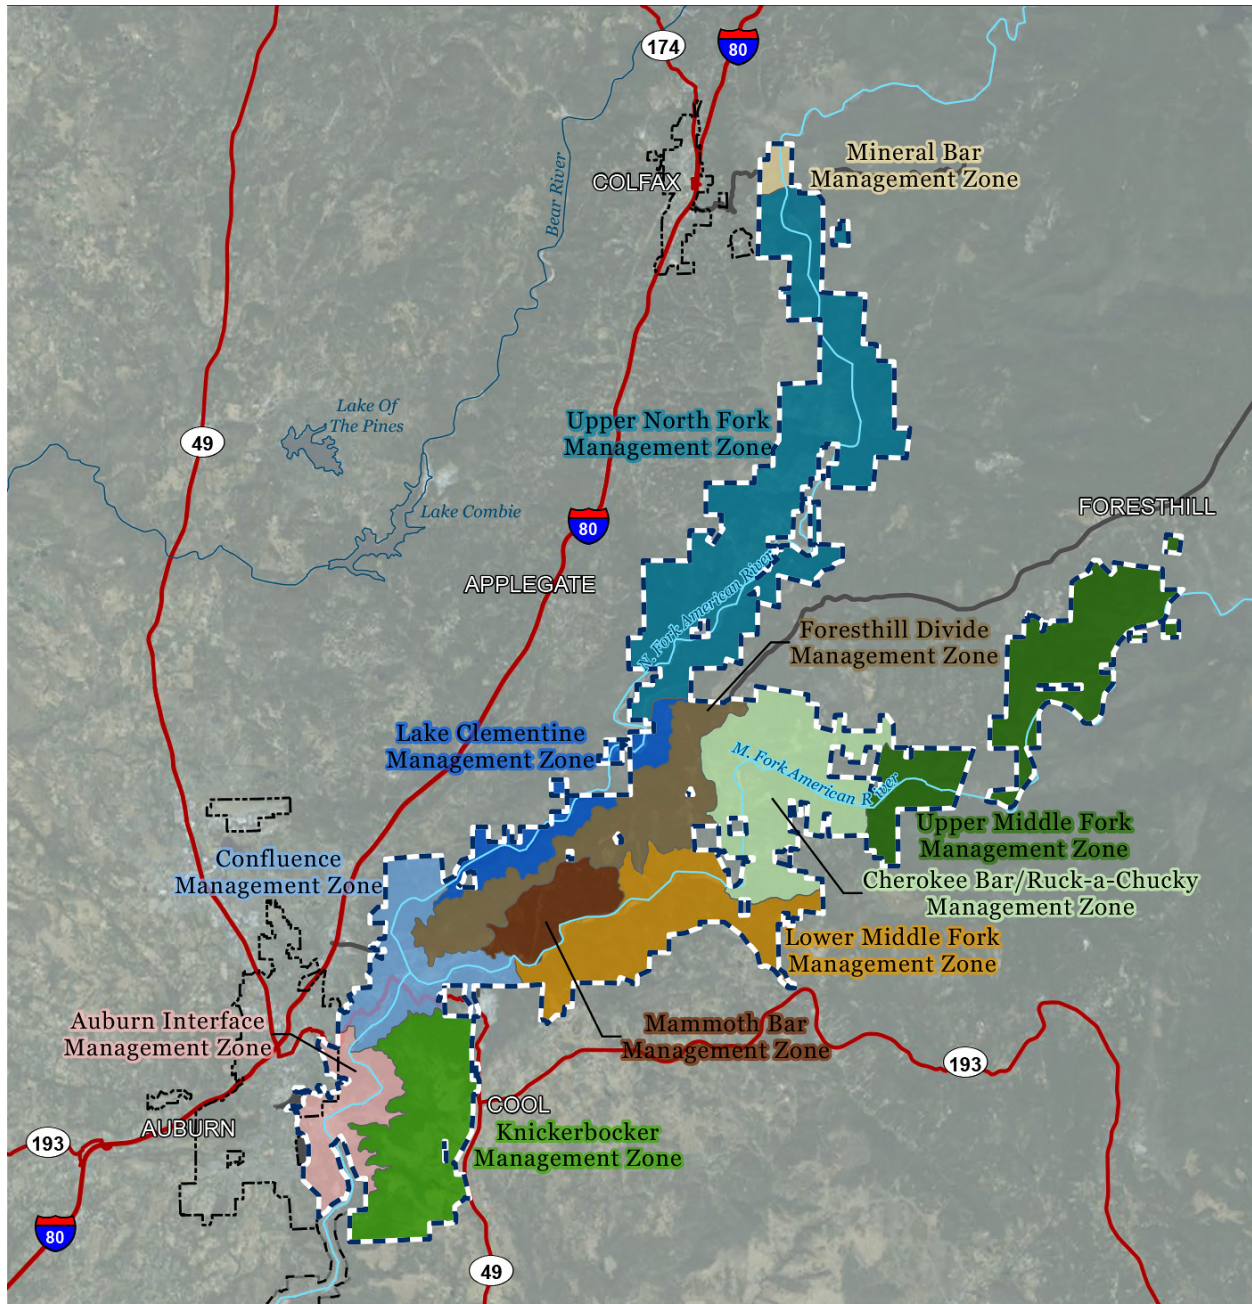 174
80
Mineral Bar
Management Zone
COLFAX
Bear River
Lake Of
The Pines
49
Upper North Fork
Management Zone
Lake Combie
80
FORESTHILL
APPLEGATE
N. Fork American River
Foresthill Divide
Management Zone
Lake Clementine
Management Zone
M. Fork American River
Upper Middle Fork
Management Zone
Confluence
Management Zone
Cherokee Bar/Ruck-a-Chucky
Management Zone
Lower Middle Fork
Management Zone
Auburn Interface
Management Zone
Mammoth Bar
Management Zone
193
COOL
AUBURN
193
Knickerbocker
Management Zone
80
49